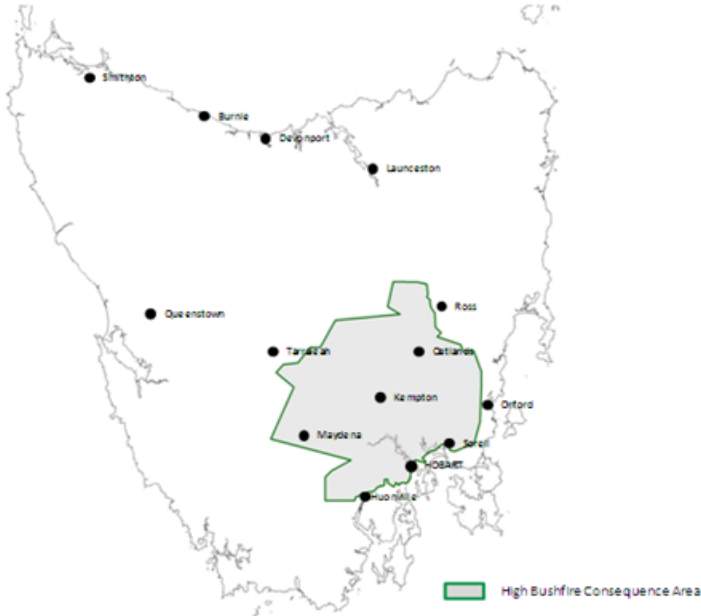 Smithton
Burnie
Devonport
Launceston
Ross
Queenstown
Tarraleah
Oatlands
Kempton
Orford
Maydena
Sorell
HOBART
Huonville
High Bushfire Consequence Area